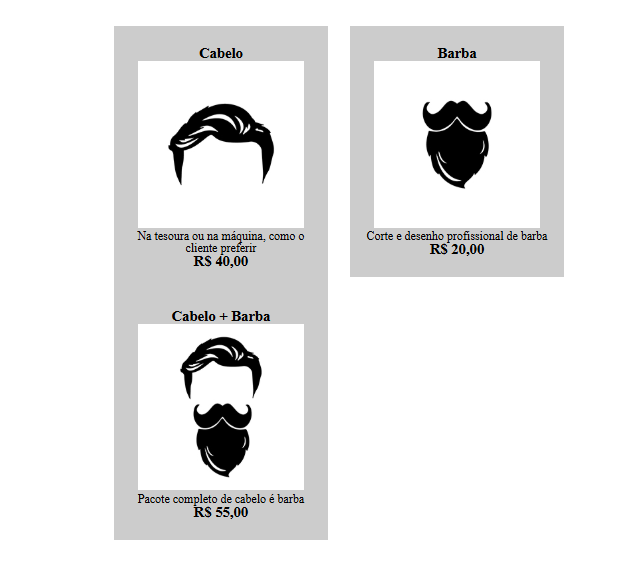 Cabelo
Na tesoura ou na máquina, como o
cliente preferir
R$ 40,00
Barba
Corte e desenho profissional de barba
R$ 20,00
Cabelo + Barba
Pacote completo de cabelo é barba
R$ 55,00